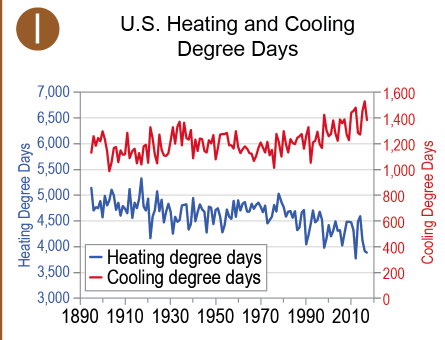 I
U.S. Heating and Cooling
Degree Days
7,000
6,500
6,000
5,500
5,000
4,500
4,000
3,500
3,000
Heating Degree Days
1,600
1,400
1,200
1,000
800
600
400
200
0
Cooling Degree Days
Heating degree days
Cooling degree days
1890 1910 1930 1950 1970 1990 2010